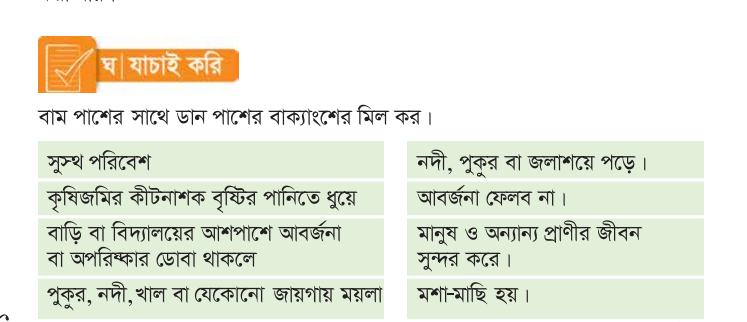 ঘ | যাচাই করি
বাম পাশের সাথে ডান পাশের বাক্যাংশের মিল কর।
সুস্থ পরিবেশ
নদী, পুকুর বা জলাশয়ে পড়ে।
কৃষিজমির কীটনাশক বৃষ্টির পানিতে ধুয়ে
আবর্জনা ফেলব না।
বাড়ি বা বিদ্যালয়ের আশপাশে আবর্জনা
বা অপরিষ্কার ডোবা থাকলে
মানুষ ও অন্যান্য প্রাণীর জীবন
সুন্দর করে।
পুকুর, নদী, খাল বা যেকোনো জায়গায় ময়লা
মশা-মাছি হয়।